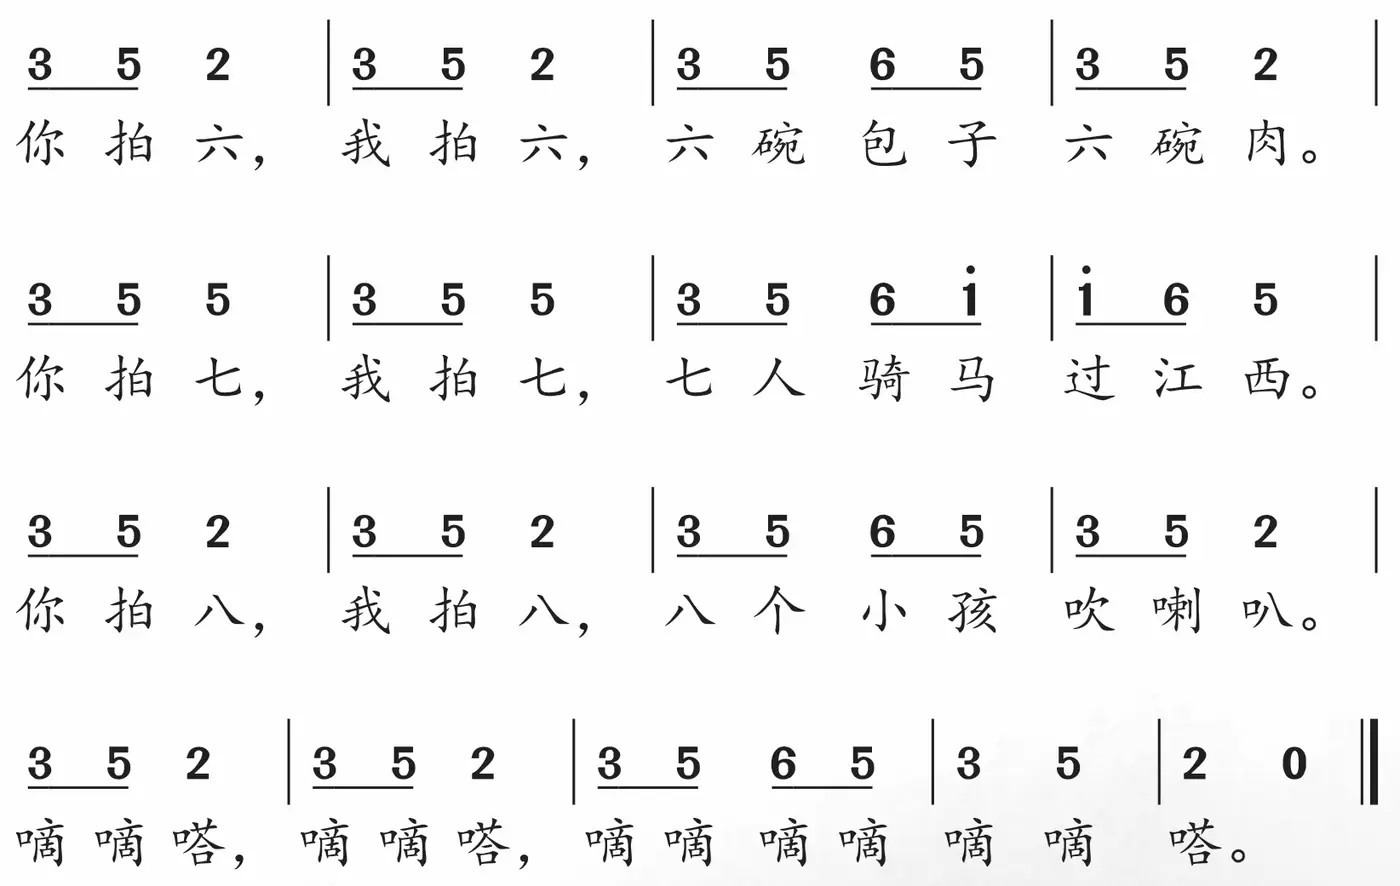 3 5 2 | 3 5 2 | 3 5 6 5 | 3 5 2 |
你拍六，我拍六，六碗包子六碗肉。
3 5 5 | 3 5 5 | 3 5 6 i | i 6 5 |
你拍七，我拍七，七人骑马过江西。
3 5 2 | 3 5 2 | 3 5 6 5 | 3 5 2 |
你拍八，我拍八，八个小孩吹喇叭。
3 5 2 | 3 5 2 | 3 5 6 5 | 3 5 | 2 0 ‖
嘀嘀嗒，嘀嘀嗒，嘀嘀嘀嘀嘀嘀嗒。